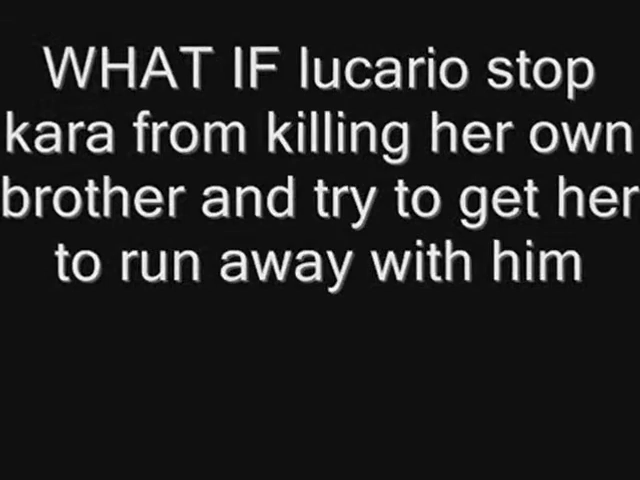 WHAT IF lucario stop
kara from killing her own
brother and try to get her
to run away with him